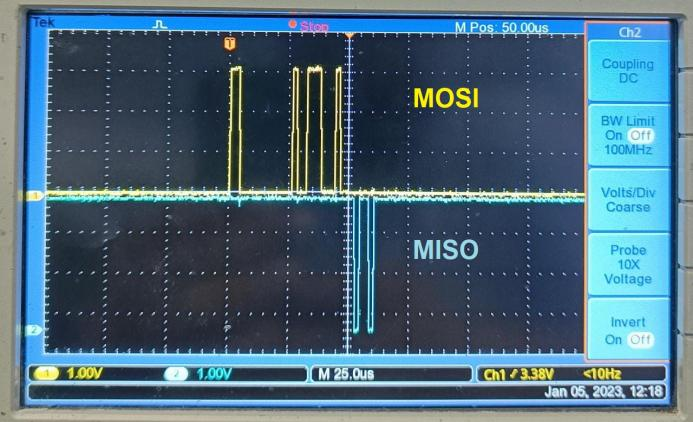 Tek Stop M Pos: 50.00us Ch2
T
Coupling
DC
MOSI
BW Limit
On Off
100MHz
1
Volts/Div
Coarse
MISO
Probe
10X
Voltage
2
Invert
On Off
1 1.00V 2 1.00V M 25.0us Ch1 3.38V <10Hz
Jan 05, 2023, 12:18